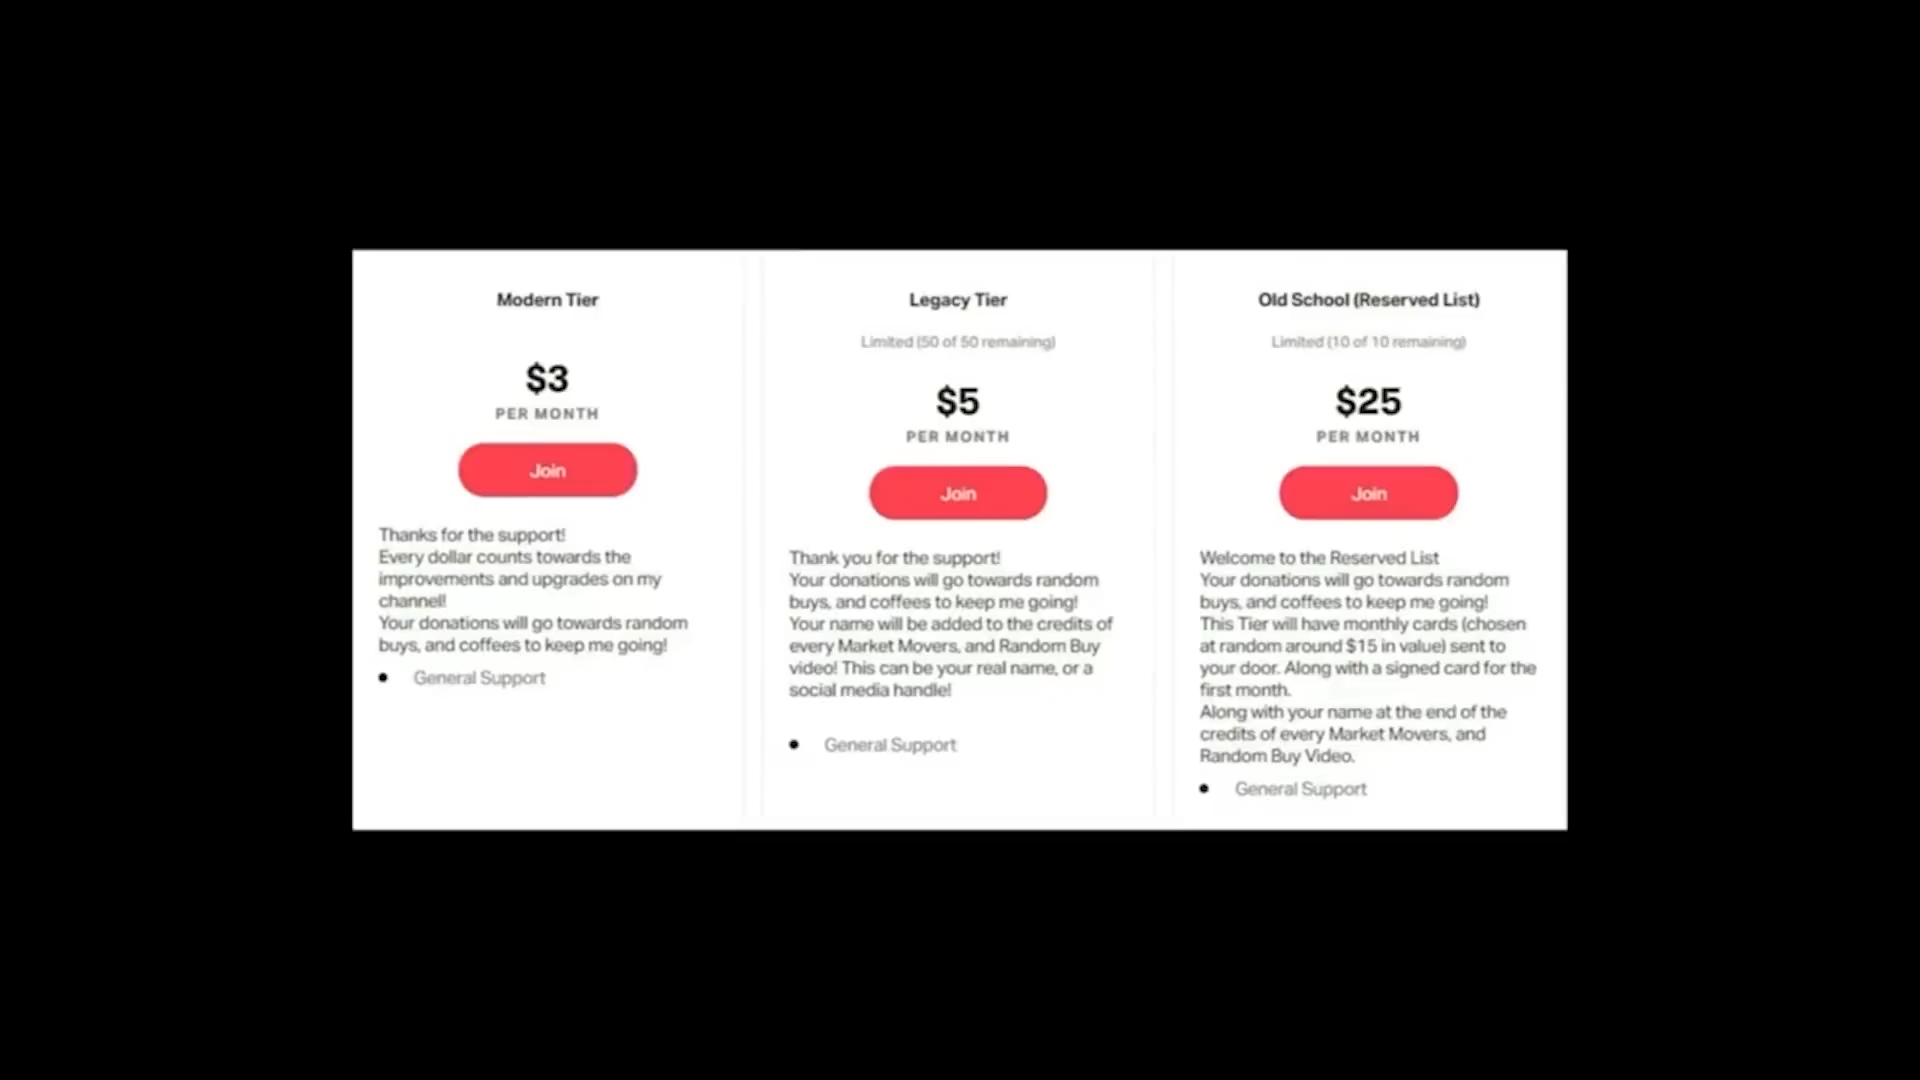 Modern Tier
$3
PER MONTH
Join
Thanks for the support!
Every dollar counts towards the
improvements and upgrades on my
channel!
Your donations will go towards random
buys, and coffees to keep me going!
General Support
Legacy Tier
Limited (50 of 50 remaining)
$5
PER MONTH
Join
Thank you for the support!
Your donations will go towards random
buys, and coffees to keep me going!
Your name will be added to the credits of
every Market Movers, and Random Buy
video! This can be your real name, or a
social media handle!
General Support
Old School (Reserved List)
Limited (10 of 10 remaining)
$25
PER MONTH
Join
Welcome to the Reserved List
Your donations will go towards random
buys, and coffees to keep me going!
This Tier will have monthly cards (chosen
at random around $15 in value) sent to
your door. Along with a signed card for the
first month.
Along with your name at the end of the
credits of every Market Movers, and
Random Buy Video.
General Support